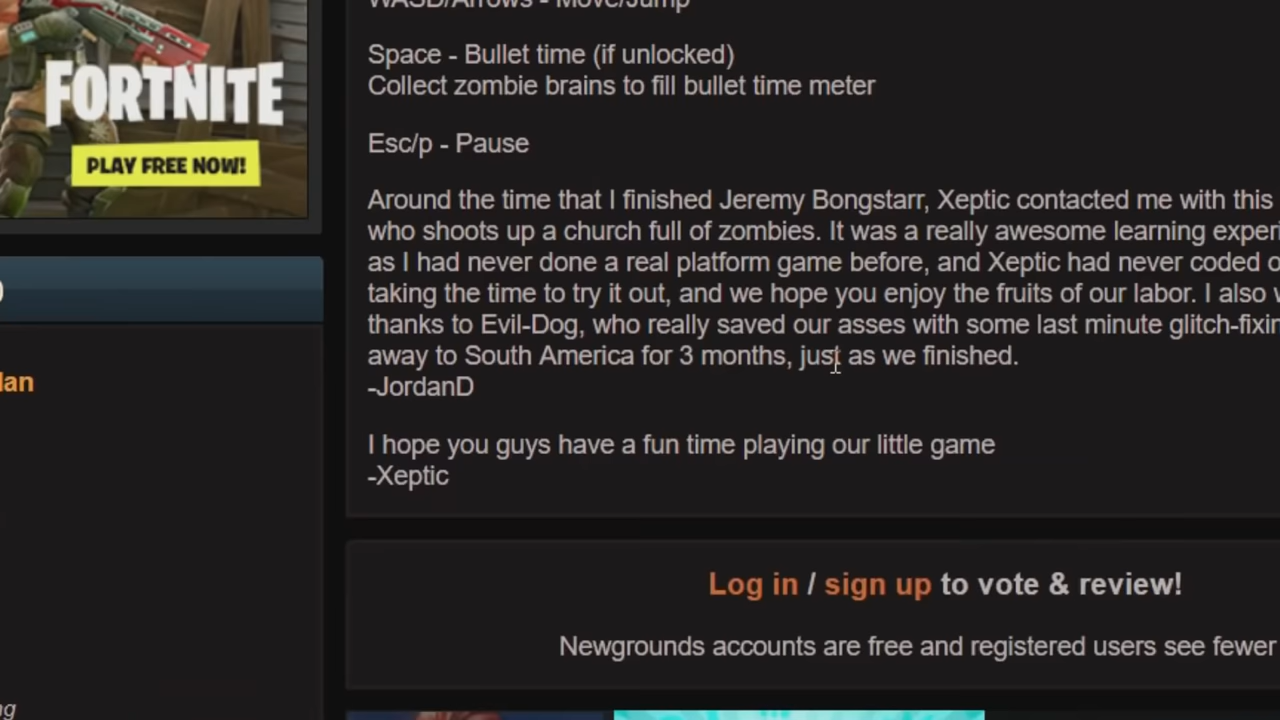 WASD/Arrows - Move/Jump
FORTNITE
PLAY FREE NOW!
Space - Bullet time (if unlocked)
Collect zombie brains to fill bullet time meter
Esc/p - Pause
Around the time that I finished Jeremy Bongstarr, Xeptic contacted me with this
who shoots up a church full of zombies. It was a really awesome learning experi
as I had never done a real platform game before, and Xeptic had never coded o
taking the time to try it out, and we hope you enjoy the fruits of our labor. I also
thanks to Evil-Dog, who really saved our asses with some last minute glitch-fixin
away to South America for 3 months, just as we finished.
-JordanD
lan
I hope you guys have a fun time playing our little game
-Xeptic
Log in / sign up to vote & review!
Newgrounds accounts are free and registered users see fewer
ng